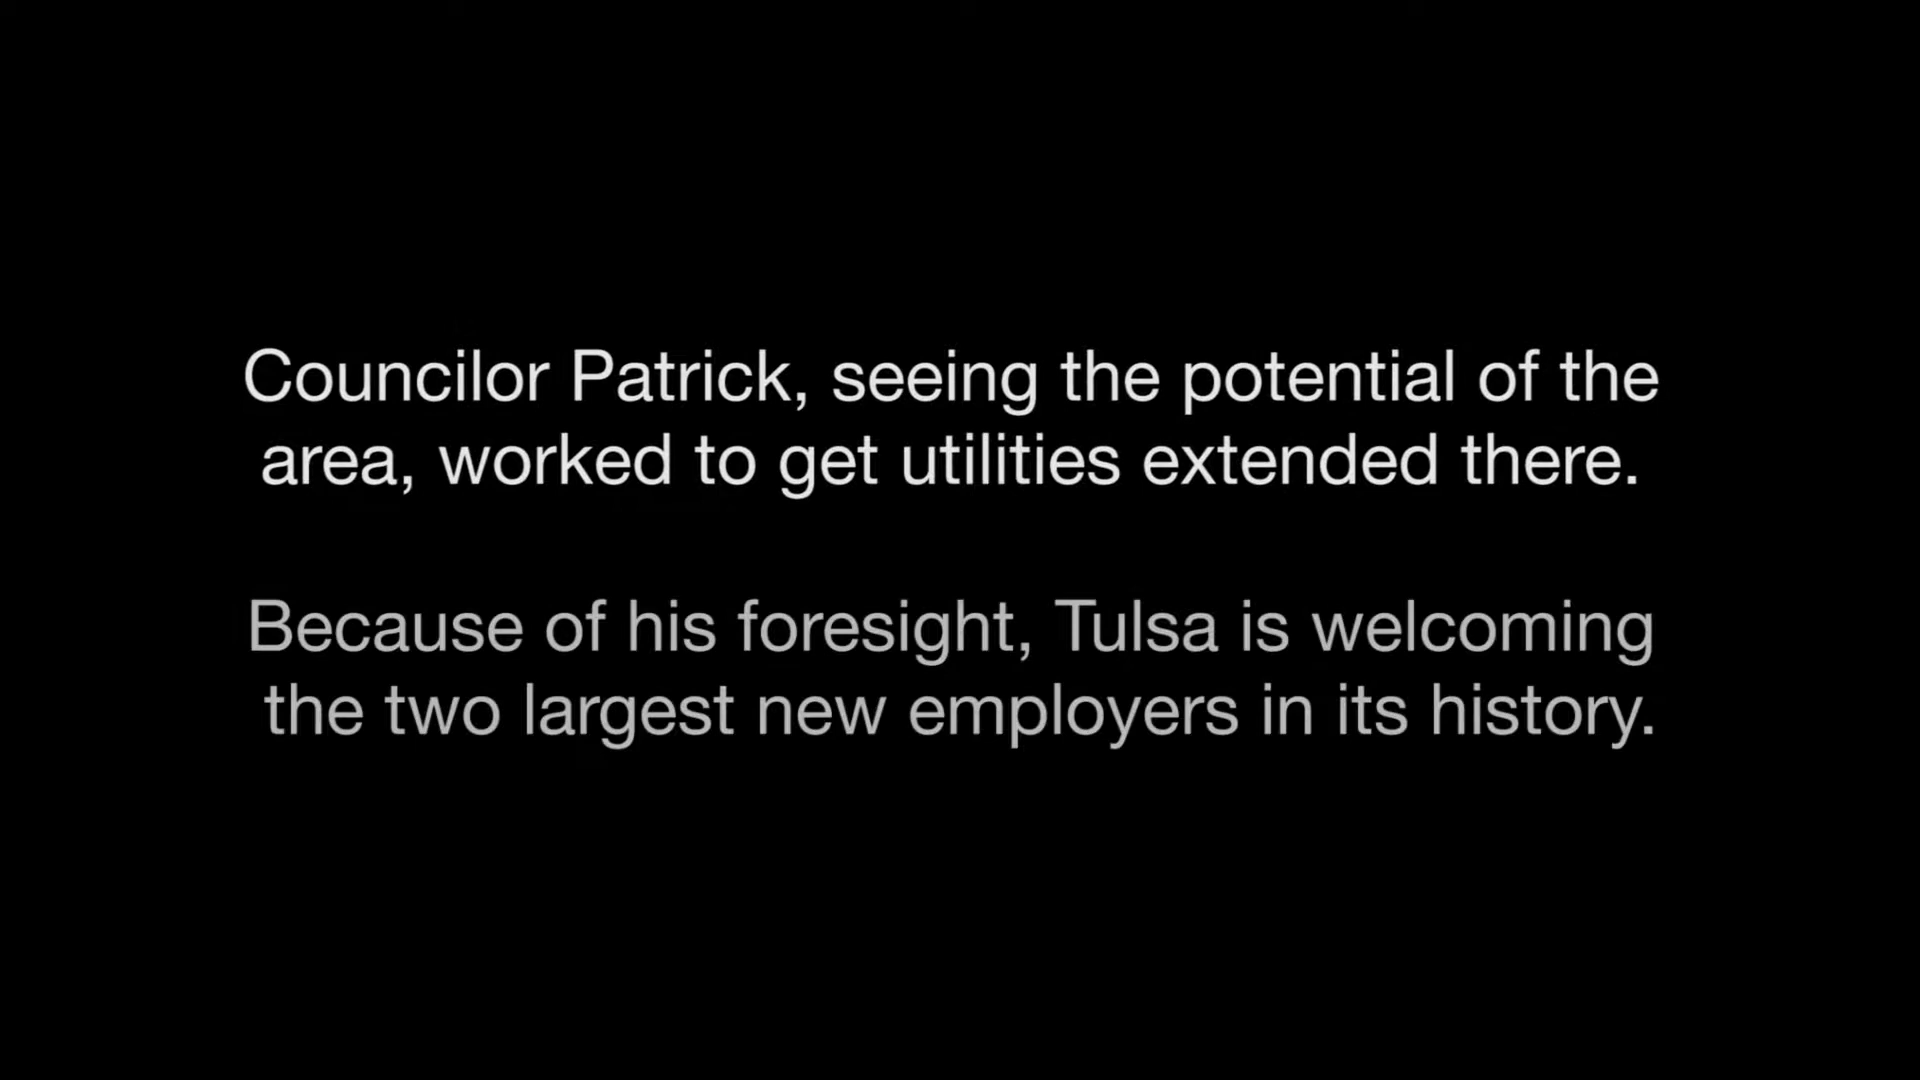 Councilor Patrick, seeing the potential of the
area, worked to get utilities extended there.
Because of his foresight, Tulsa is welcoming
the two largest new employers in its history.